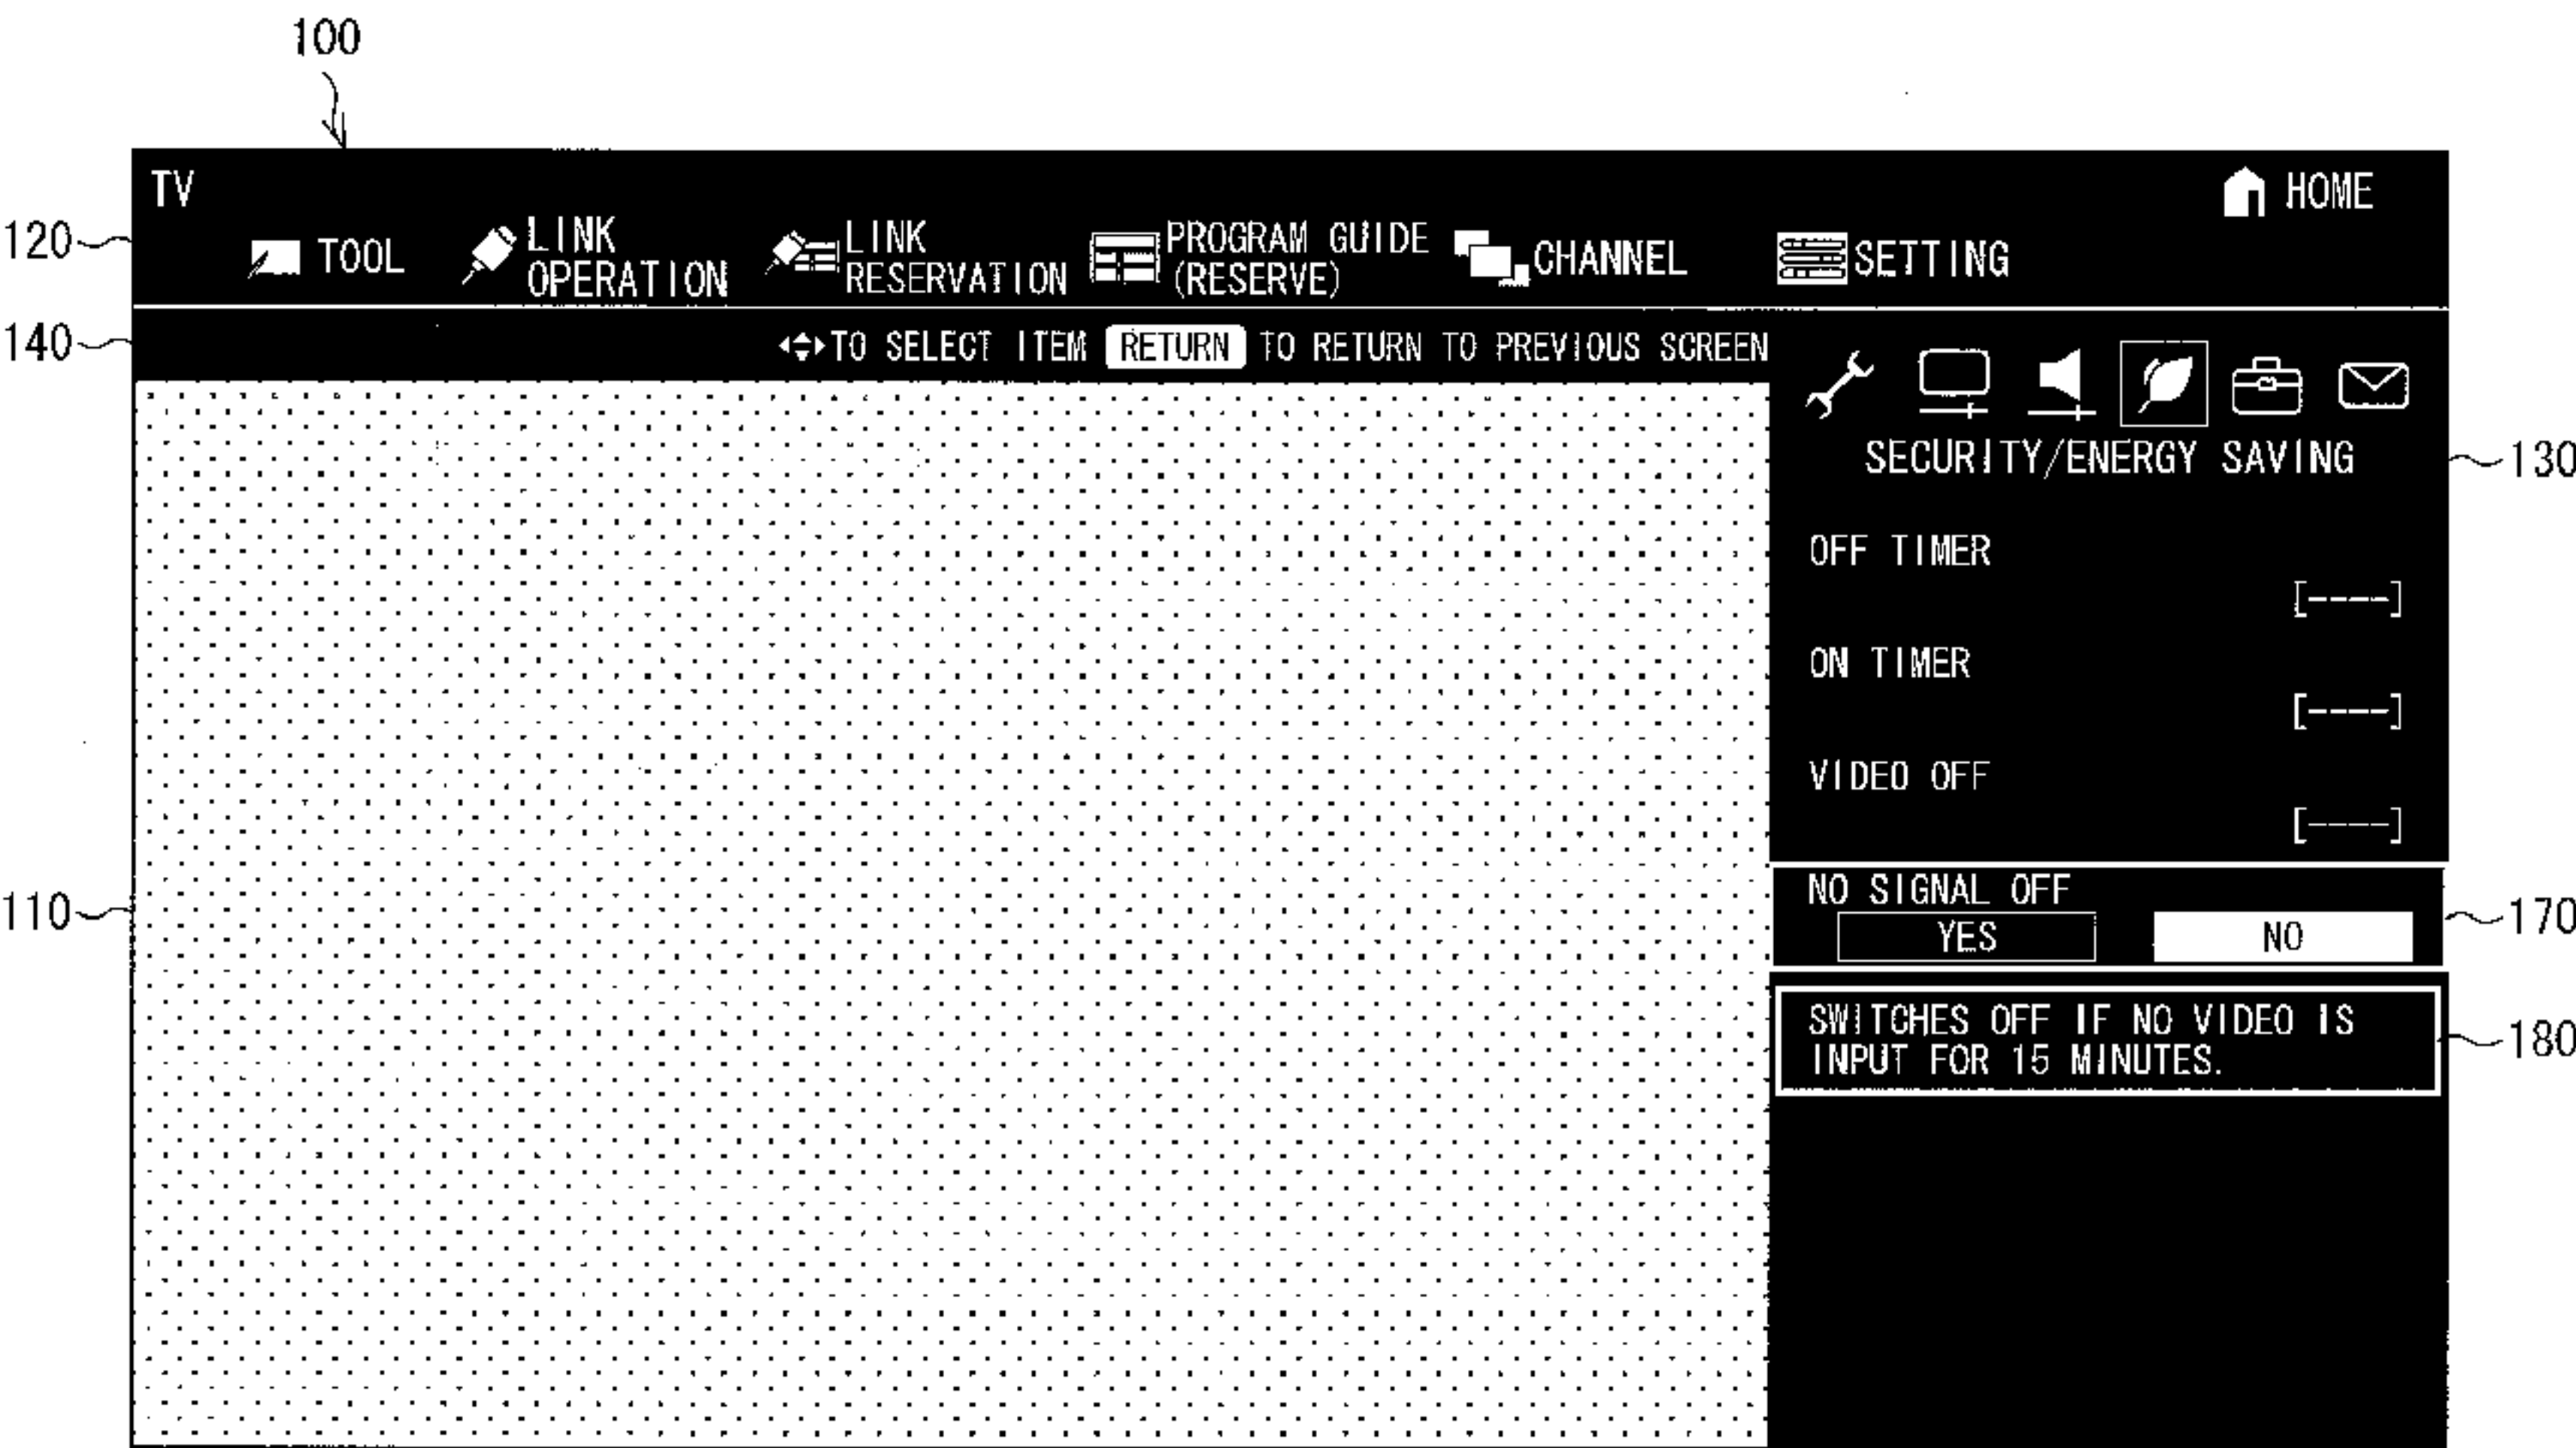 100
TV
HOME
120
TOOL
LINK
OPERATION
LINK
RESERVATION
PROGRAM GUIDE
(RESERVE)
CHANNEL
SETTING
140
TO SELECT ITEM RETURN TO RETURN TO PREVIOUS SCREEN
SECURITY/ENERGY SAVING
130
OFF TIMER
[----]
ON TIMER
[----]
VIDEO OFF
[----]
110
NO SIGNAL OFF
YES NO
170
SWITCHES OFF IF NO VIDEO IS
INPUT FOR 15 MINUTES.
180